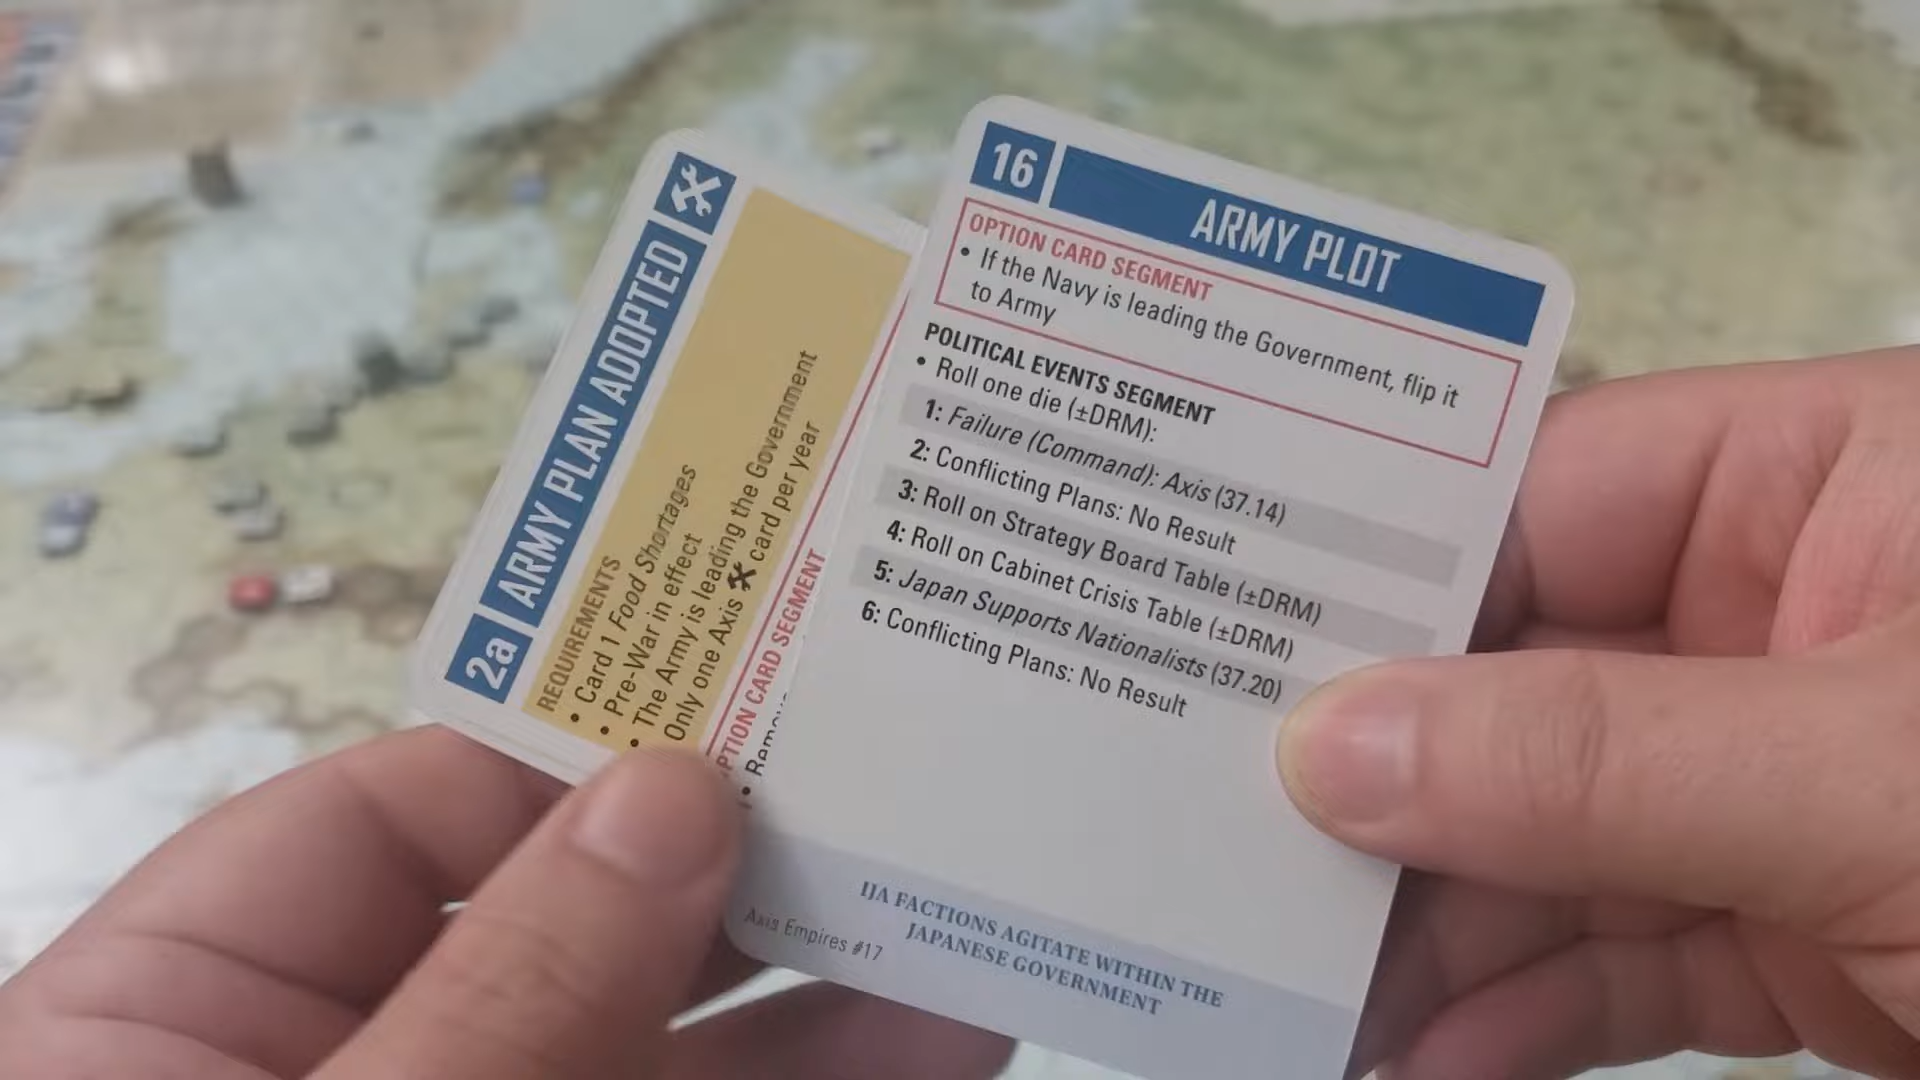 2a ARMY PLAN ADOPTED
REQUIREMENTS
• Card 1 Food Shortages
• Pre-War in effect
• The Army is leading the Government
Only one Axis card per year
OPTION CARD SEGMENT
•
16 ARMY PLOT
OPTION CARD SEGMENT
• If the Navy is leading the Government, flip it
to Army
POLITICAL EVENTS SEGMENT
• Roll one die (±DRM):
1: Failure (Command): Axis (37.14)
2: Conflicting Plans: No Result
3: Roll on Strategy Board Table (±DRM)
4: Roll on Cabinet Crisis Table (±DRM)
5: Japan Supports Nationalists (37.20)
6: Conflicting Plans: No Result
IJA FACTIONS AGITATE WITHIN THE
JAPANESE GOVERNMENT
Axis Empires #17